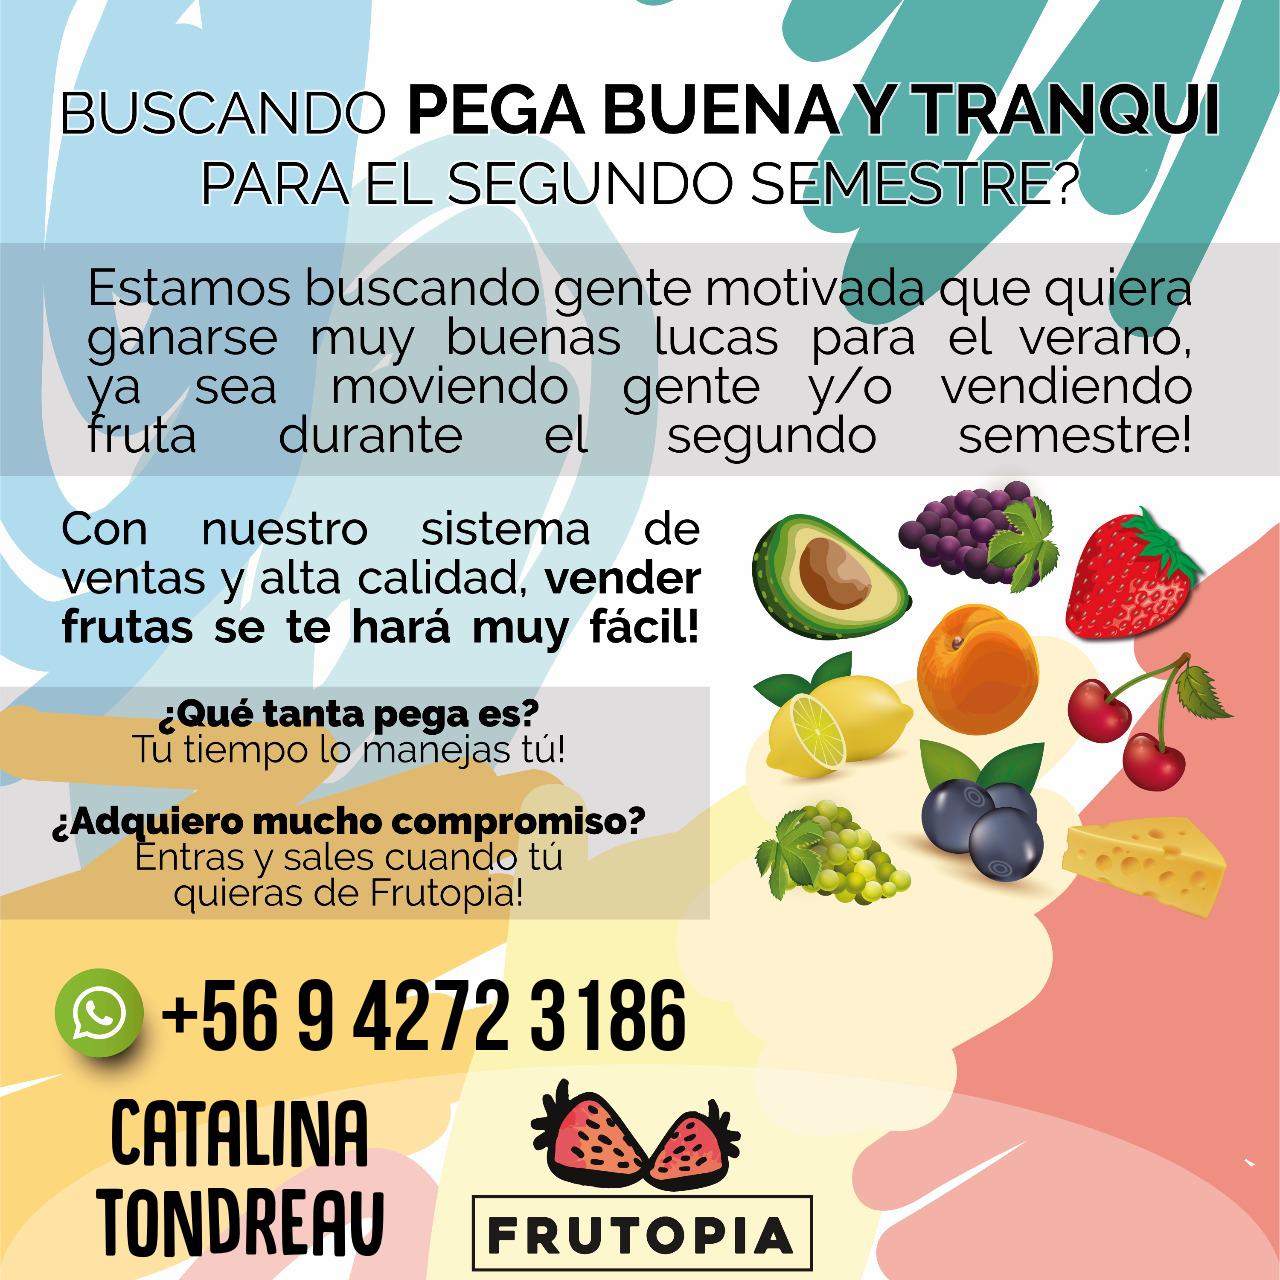 BUSCANDO PEGA BUENA Y TRANQUI
PARA EL SEGUNDO SEMESTRE?
Estamos buscando gente motivada que quiera
ganarse muy buenas lucas para el verano,
ya sea moviendo gente y/o vendiendo
fruta durante el segundo semestre!
Con nuestro sistema de
ventas y alta calidad, vender
frutas se te hará muy fácil!
¿Qué tanta pega es?
Tu tiempo lo manejas tú!
¿Adquiero mucho compromiso?
Entras y sales cuando tú
quieras de Frutopia!
+56 9 4272 3186
CATALINA
TONDREAU
FRUTOPIA